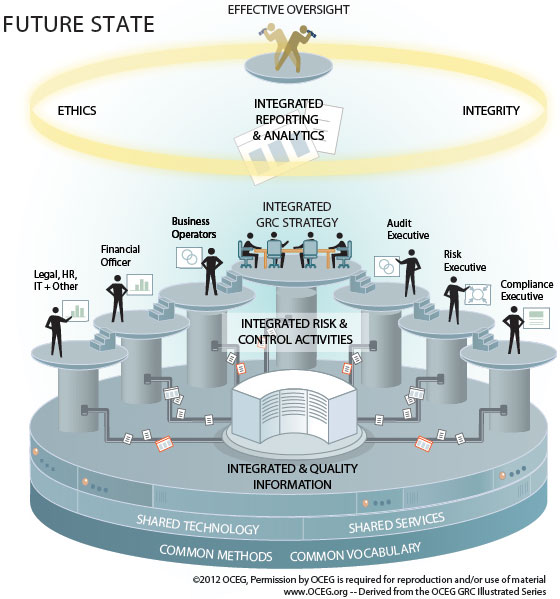 EFFECTIVE OVERSIGHT
FUTURE STATE
ETHICS
INTEGRATED
REPORTING
& ANALYTICS
INTEGRITY
INTEGRATED
GRC STRATEGY
Business
Operators
Audit
Executive
Financial
Officer
Risk
Executive
Legal, HR,
IT + Other
Compliance
Executive
INTEGRATED RISK &
CONTROL ACTIVITIES
INTEGRATED & QUALITY
INFORMATION
SHARED TECHNOLOGY
SHARED SERVICES
COMMON METHODS
COMMON VOCABULARY
©2012 OCEG, Permission by OCEG is required for reproduction and/or use of material
www.OCEG.org -- Derived from the OCEG GRC Illustrated Series